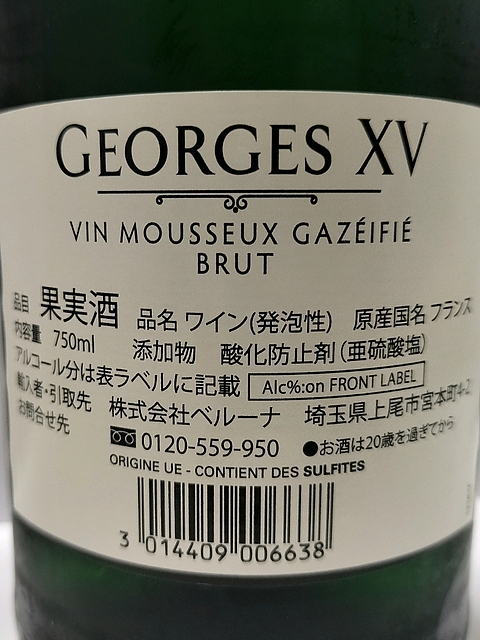 GEORGES XV
VIN MOUSSEUX GAZÉIFIÉ
BRUT
品目 果実酒 品名 ワイン(発泡性) 原産国名 フランス
内容量 750ml 添加物 酸化防止剤(亜硫酸塩)
アルコール分は表ラベルに記載 Alc%:on FRONT LABEL
輸入者・引取先 株式会社ベルーナ 埼玉県上尾市宮本町4-2
お問合せ先 0120-559-950 ●お酒は20歳を過ぎてから
ORIGINE UE - CONTIENT DES SULFITES
3 014409 006638